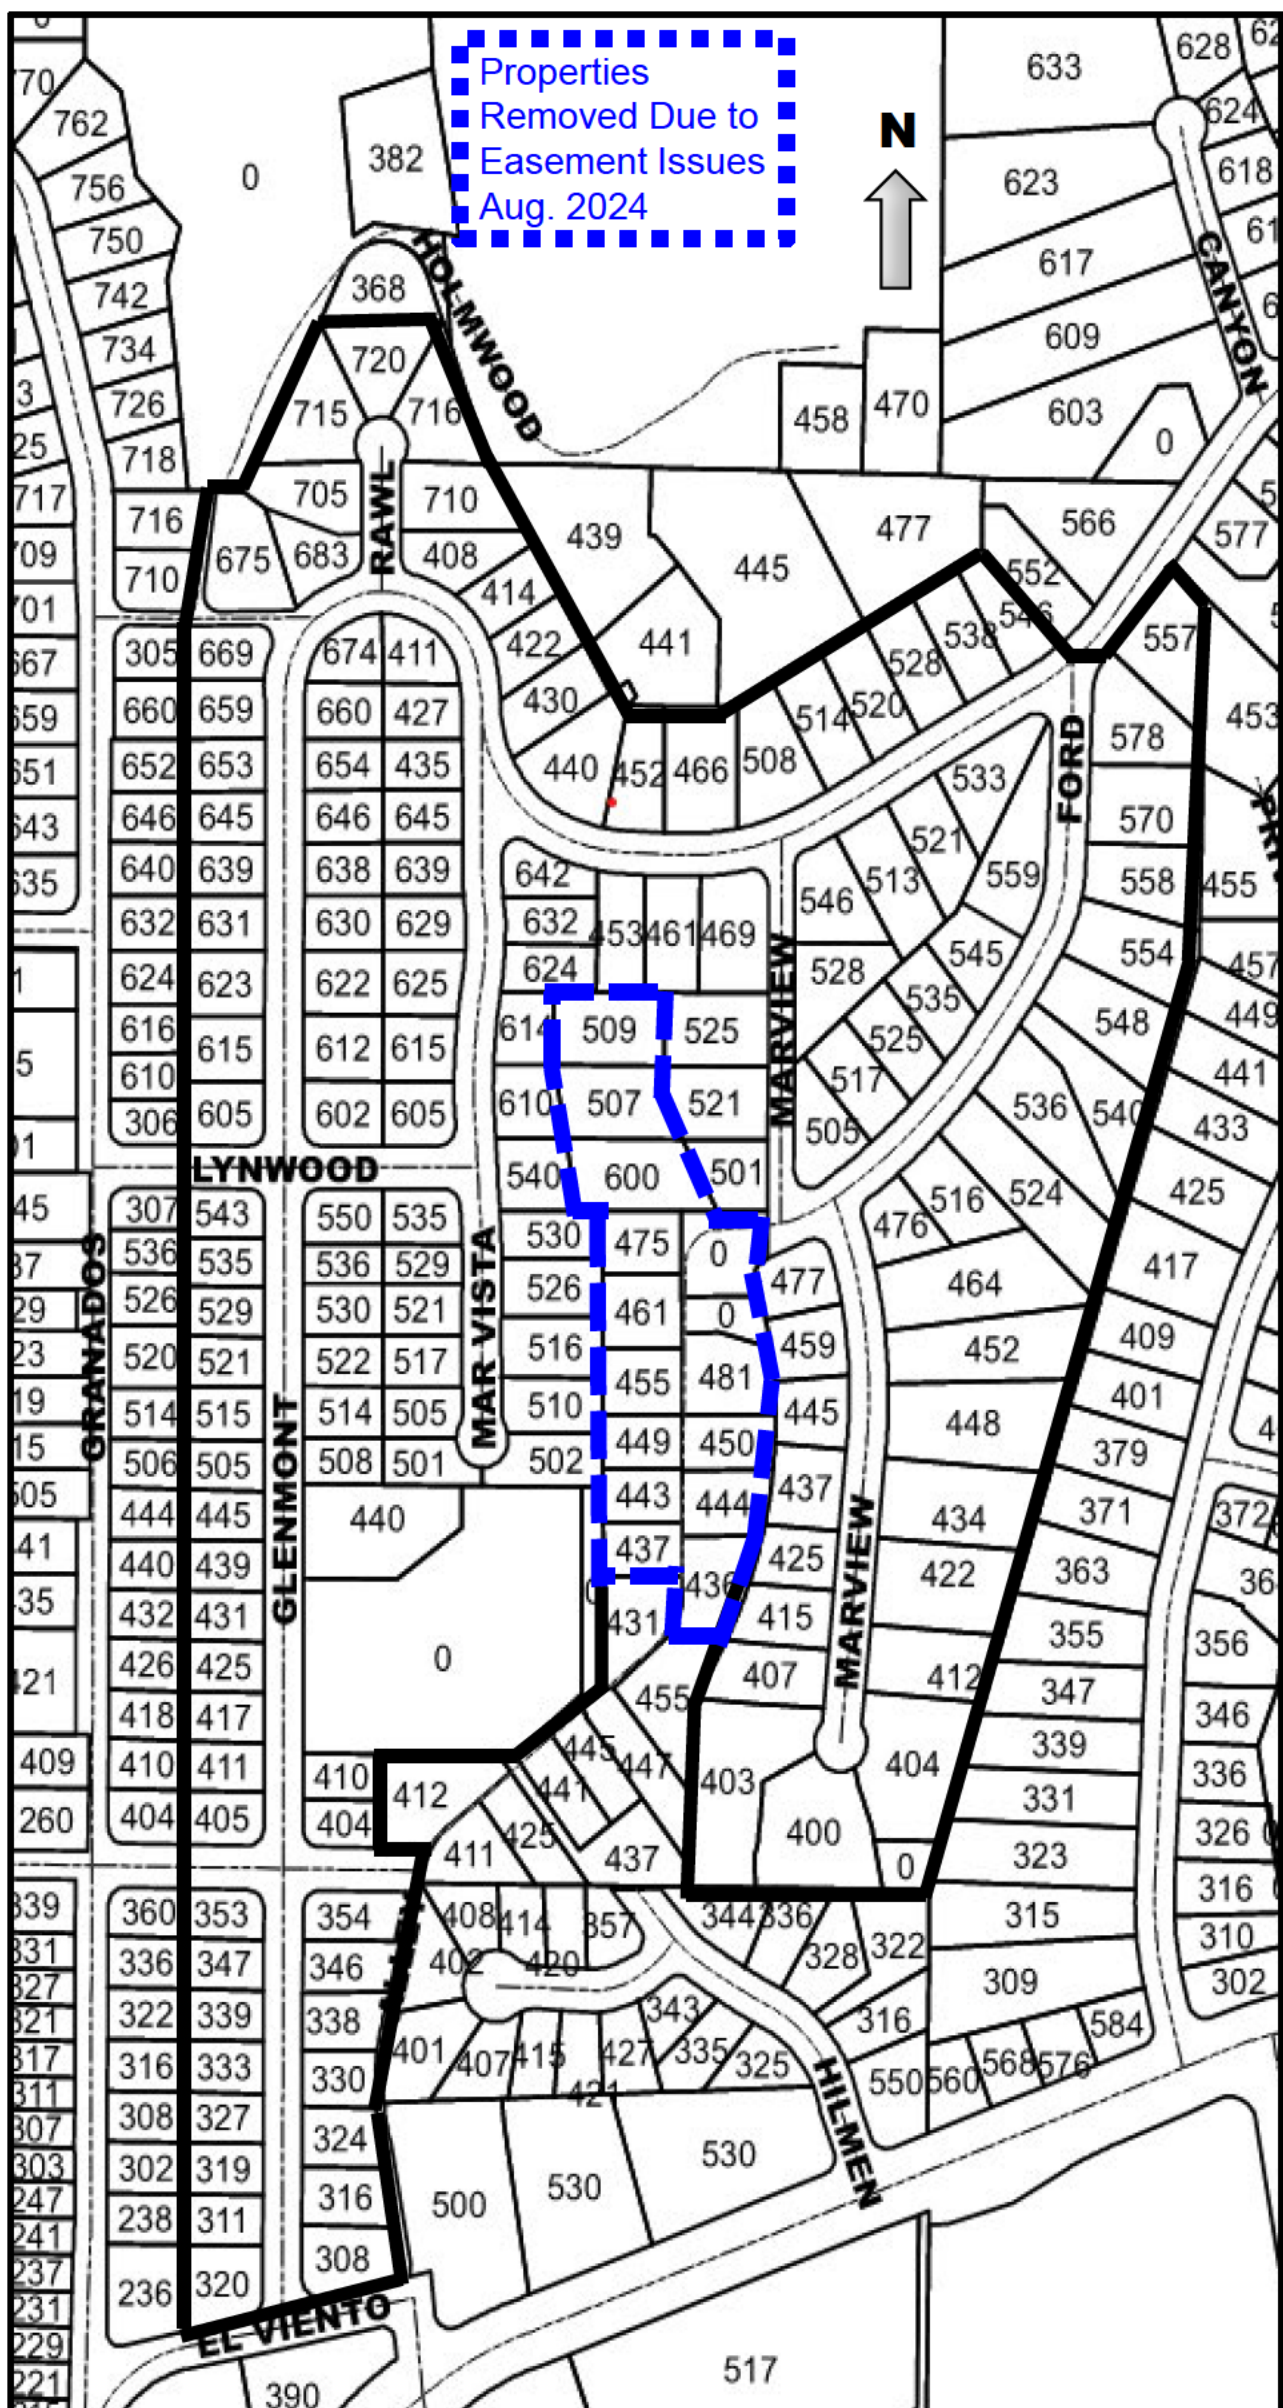 Properties
Removed Due to
Easement Issues
Aug. 2024
N
633 628
762 382 624
756 0 623 618
750 617
742 368 609
734 720
726 715 716 458 470 603 0
718
HOLMWOOD
CANYON
717 716 705 710 439 477 566 577
709 710 675 683 408 445 552
RAWL
701 414
667 305 669 674 411 422 441 528 538 546 557
659 660 659 660 427 430 514 520 453
651 652 653 654 435 440 452 466 508 533 578
FORD
643 646 645 646 645 521 570
635 640 639 638 639 642 513 559 558 455
632 631 630 629 632 453 461 469 546 554
624 623 622 625 624 528 545 457
616 615 612 615 614 509 525 535 548 449
610 525 441
MARVIEW
306 605 602 605 610 507 521 517 536 540 433
505
LYNWOOD
540 600 501 476 516 524 425
307 543 550 535 530 475 0 417
536 535 536 529 526 477 464
526 529 530 521 461 0 409
520 521 522 517 516 455 481 459 452 401
514 515 514 505 510 445 448
506 505 508 501 502 449 450 379
GRANADOS
GLENMONT
MAR VISTA
444 445 440 443 444 437 434 371 372
440 439 437 436 425 422 363
432 431 431 415 355 356
426 425 0 455 407 412 347
MARVIEW
418 417 445 447 339 346
409 410 411 410 412 441 403 404 331 336
260 404 405 404 411 425 437 400 0 323 326
360 353 354 408 414 357 344 336 315 316
336 347 346 402 420 328 322 309 310
322 339 338 343 316 584 302
316 333 330 401 407 415 427 335 325 550 560 568 576
308 327 324 421
HILMEN
302 319 316 500 530 530
238 311 308
236 320
EL VIENTO
517
390